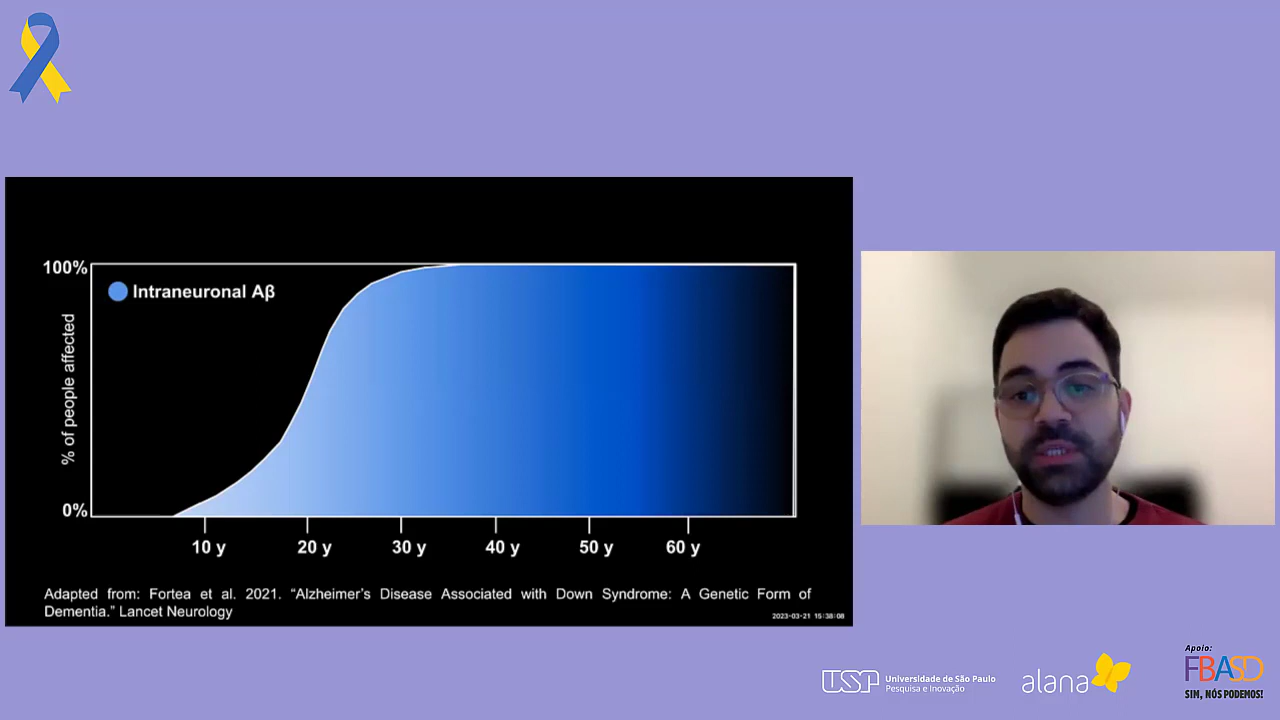 100%
Intraneuronal Aβ
% of people affected
0%
10 y 20 y 30 y 40 y 50 y 60 y
Adapted from: Fortea et al. 2021. “Alzheimer’s Disease Associated with Down Syndrome: A Genetic Form of
Dementia.” Lancet Neurology
2023-03-21 15:38:08
USP Universidade de São Paulo
Pesquisa e Inovação
alana
Apoio:
FBASD
SIM, NÓS PODEMOS!